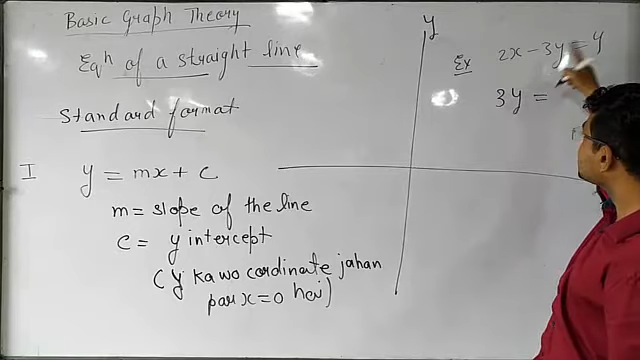 Basic Graph Theory
Eqⁿ of a straight line
Standard format
I y = mx + c
m = slope of the line
c = y intercept
(y ka wo cordinate jahan
par x = 0 hai)
y
Ex 2x - 3y = 4
3y =